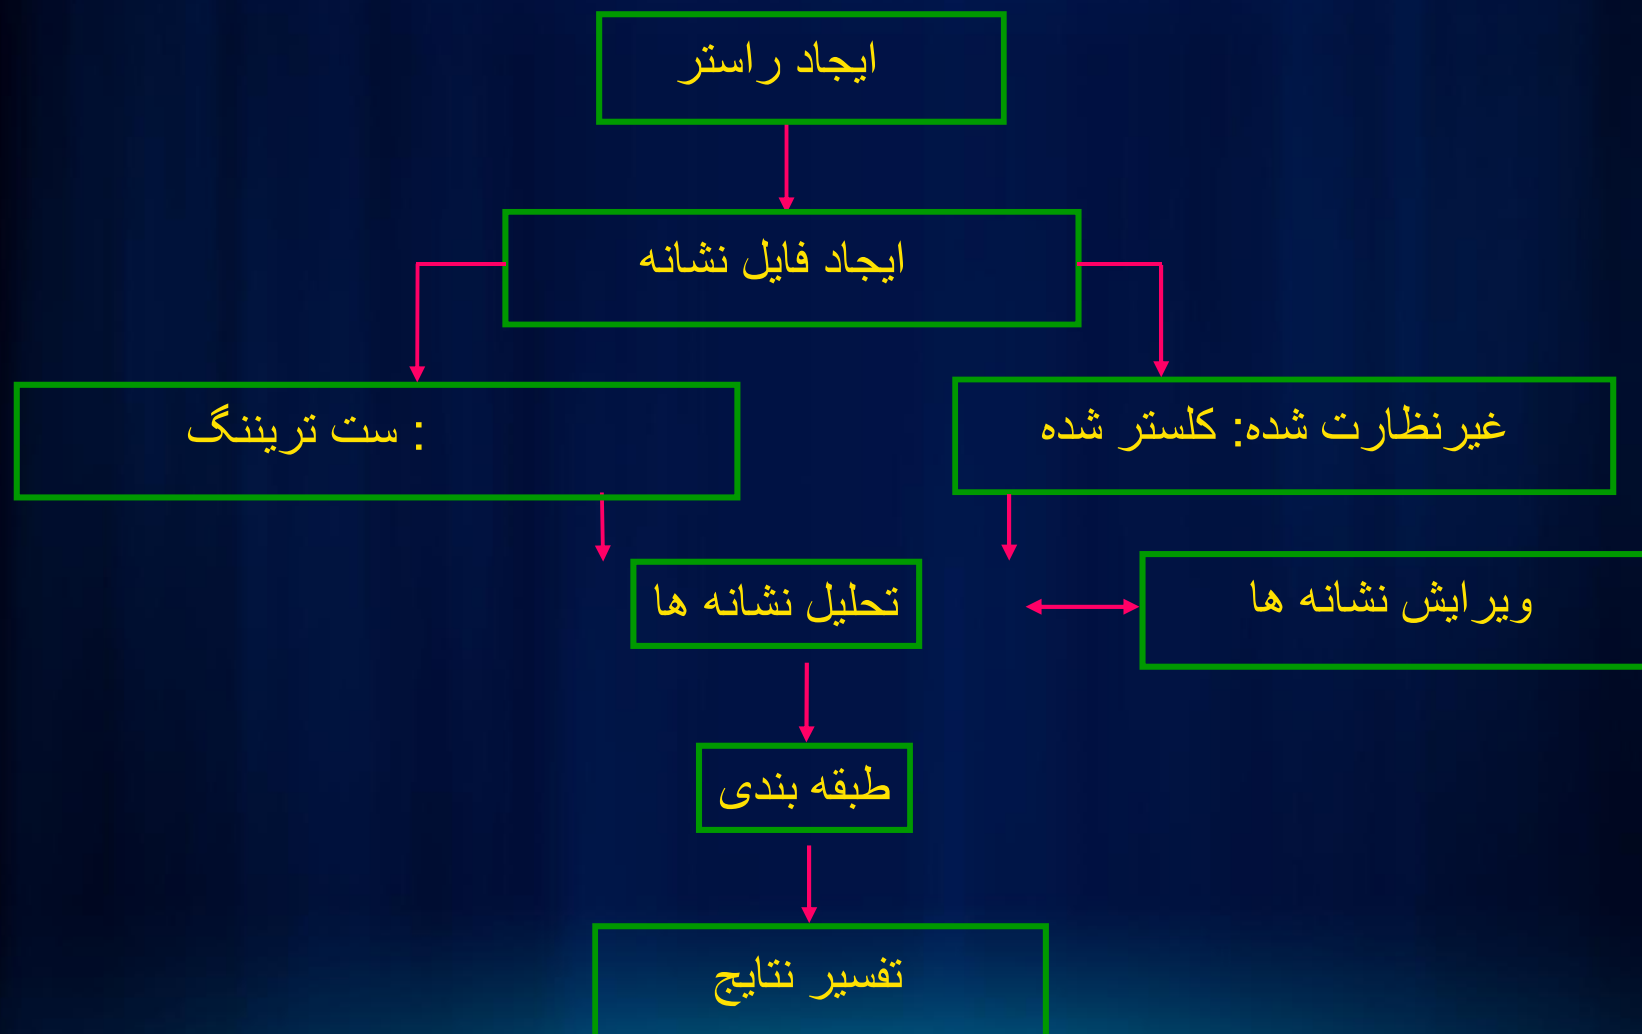 ایجاد راستر
ایجاد فایل نشانه
غیرنظارت شده: کلستر شده
: ست تریننگ
تحلیل نشانه ها
ویرایش نشانه ها
طبقه بندی
تفسیر نتایج